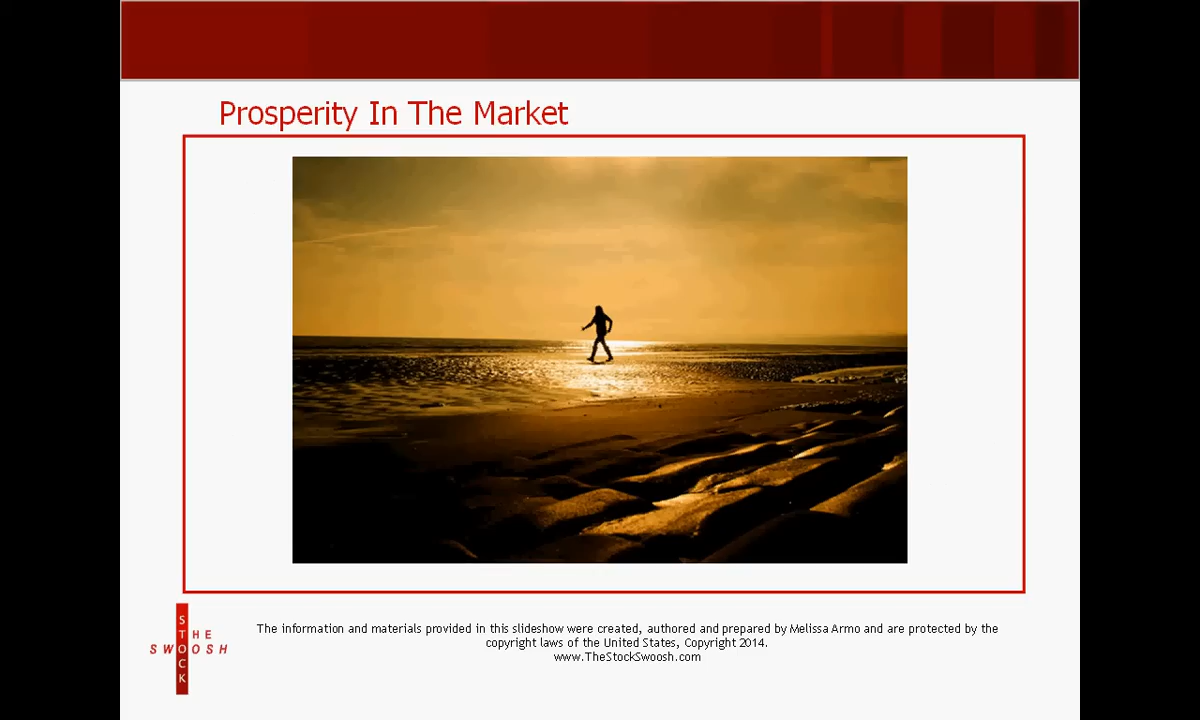 Prosperity In The Market
STOCK
THE
SWOOSH
The information and materials provided in this slideshow were created, authored and prepared by Melissa Armo and are protected by the
copyright laws of the United States, Copyright 2014.
www.TheStockSwoosh.com